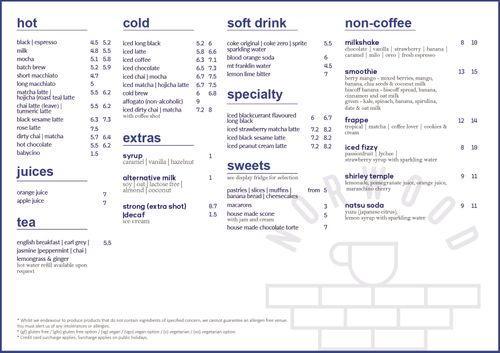 hot
black | espresso 4.5 5.2
milk 4.8 5.5
mocha 5.1 5.8
batch brew 5.2 5.9
short macchiato 4.7
long macchiato 5
matcha latte | 5.5 6.2
hojicha (roast tea) latte
chai latte (leave) | 5.5 6.2
turmeric latte
black sesame latte 6.3 7.3
rose latte 7.5
dirty chai | matcha 5.7 6.4
hot chocolate 5.5 6.2
babycino 1.5
juices
orange juice 7
apple juice 7
tea
english breakfast | earl grey | 5.5
jasmine |peppermint | chai |
lemongrass & ginger
hot water refill available upon
request
cold
iced long black 5.2 6
iced latte 5.8 6.6
iced coffee 6.3 7.1
iced chocolate 6.5 7.3
iced chai | mocha 6.7 7.5
iced matcha | hojicha latte 6.7 7.5
cold brew 6 6.8
affogato (non-alcoholic) 9
iced dirty chai | matcha 7.2 8
with coffee shot
extras
syrup 1
caramel | vanilla | hazelnut
alternative milk 1
soy | oat | lactose free |
almond | coconut
strong (extra shot) 0.7
|decaf 1.5
ice cream
soft drink
coke original | coke zero | sprite 5.5
sparkling water
blood orange soda 6
mt franklin water 4.5
lemon lime bitter 7
specialty
iced blackcurrant flavoured 6 6.7
long black
iced strawberry matcha latte 7.2 8.2
iced black sesame latte 7.2 8.2
iced peanut caramel latte 7.2 8.2
sweets
see display fridge for selection
pastries | slices | muffins | from 5
banana bread | cheesecakes
macarons 3
house made scone 5
with jam and cream
house made chocolate torte 7
non-coffee
milkshake 8 10
chocolate | vanilla | strawberry | banana |
caramel | milo | oreo | fresh espresso
smoothie 13 15
berry mango - mixed berries, mango,
banana, chia seeds & coconut milk
biscoff banana - biscoff spread, banana,
cinnamon and oat milk
green - kale, spinach, banana, spirulina,
date & oat milk
frappe 12 14
tropical | matcha | coffee lover | cookies &
cream
iced fizzy 8 10
passionfruit | lychee |
strawberry with sparkling water
shirley temple 9 11
lemonade, pomegranate juice, orange juice,
maraschino cherry
natsu soda 9 11
yuzu (japanese citrus),
lemon syrup with sparkling water
NORWOOD
* Whilst we endeavour to produce products that do not contain ingredients of specified concern, we cannot guarantee an allergen free venue.
You must alert us of any intolerances or allergies.
* (gf) gluten free | (gfo) gluten free option | (vg) vegan | (vgo) vegan option | (v) vegetarian | (vo) vegetarian option
* Credit card surcharge applies. Surcharge applies on public holidays.